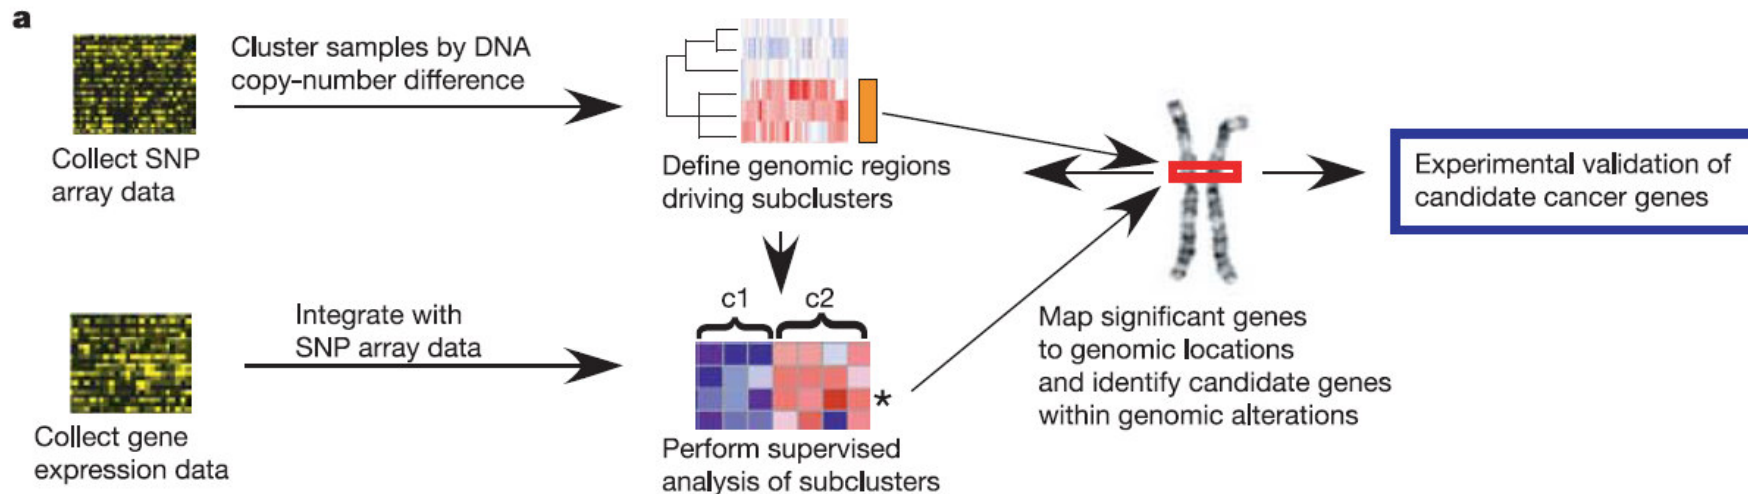 a
Cluster samples by DNA
copy-number difference
Collect SNP
array data
Define genomic regions
driving subclusters
Experimental validation of
candidate cancer genes
Integrate with
SNP array data
c1
c2
*
Collect gene
expression data
Perform supervised
analysis of subclusters
Map significant genes
to genomic locations
and identify candidate genes
within genomic alterations